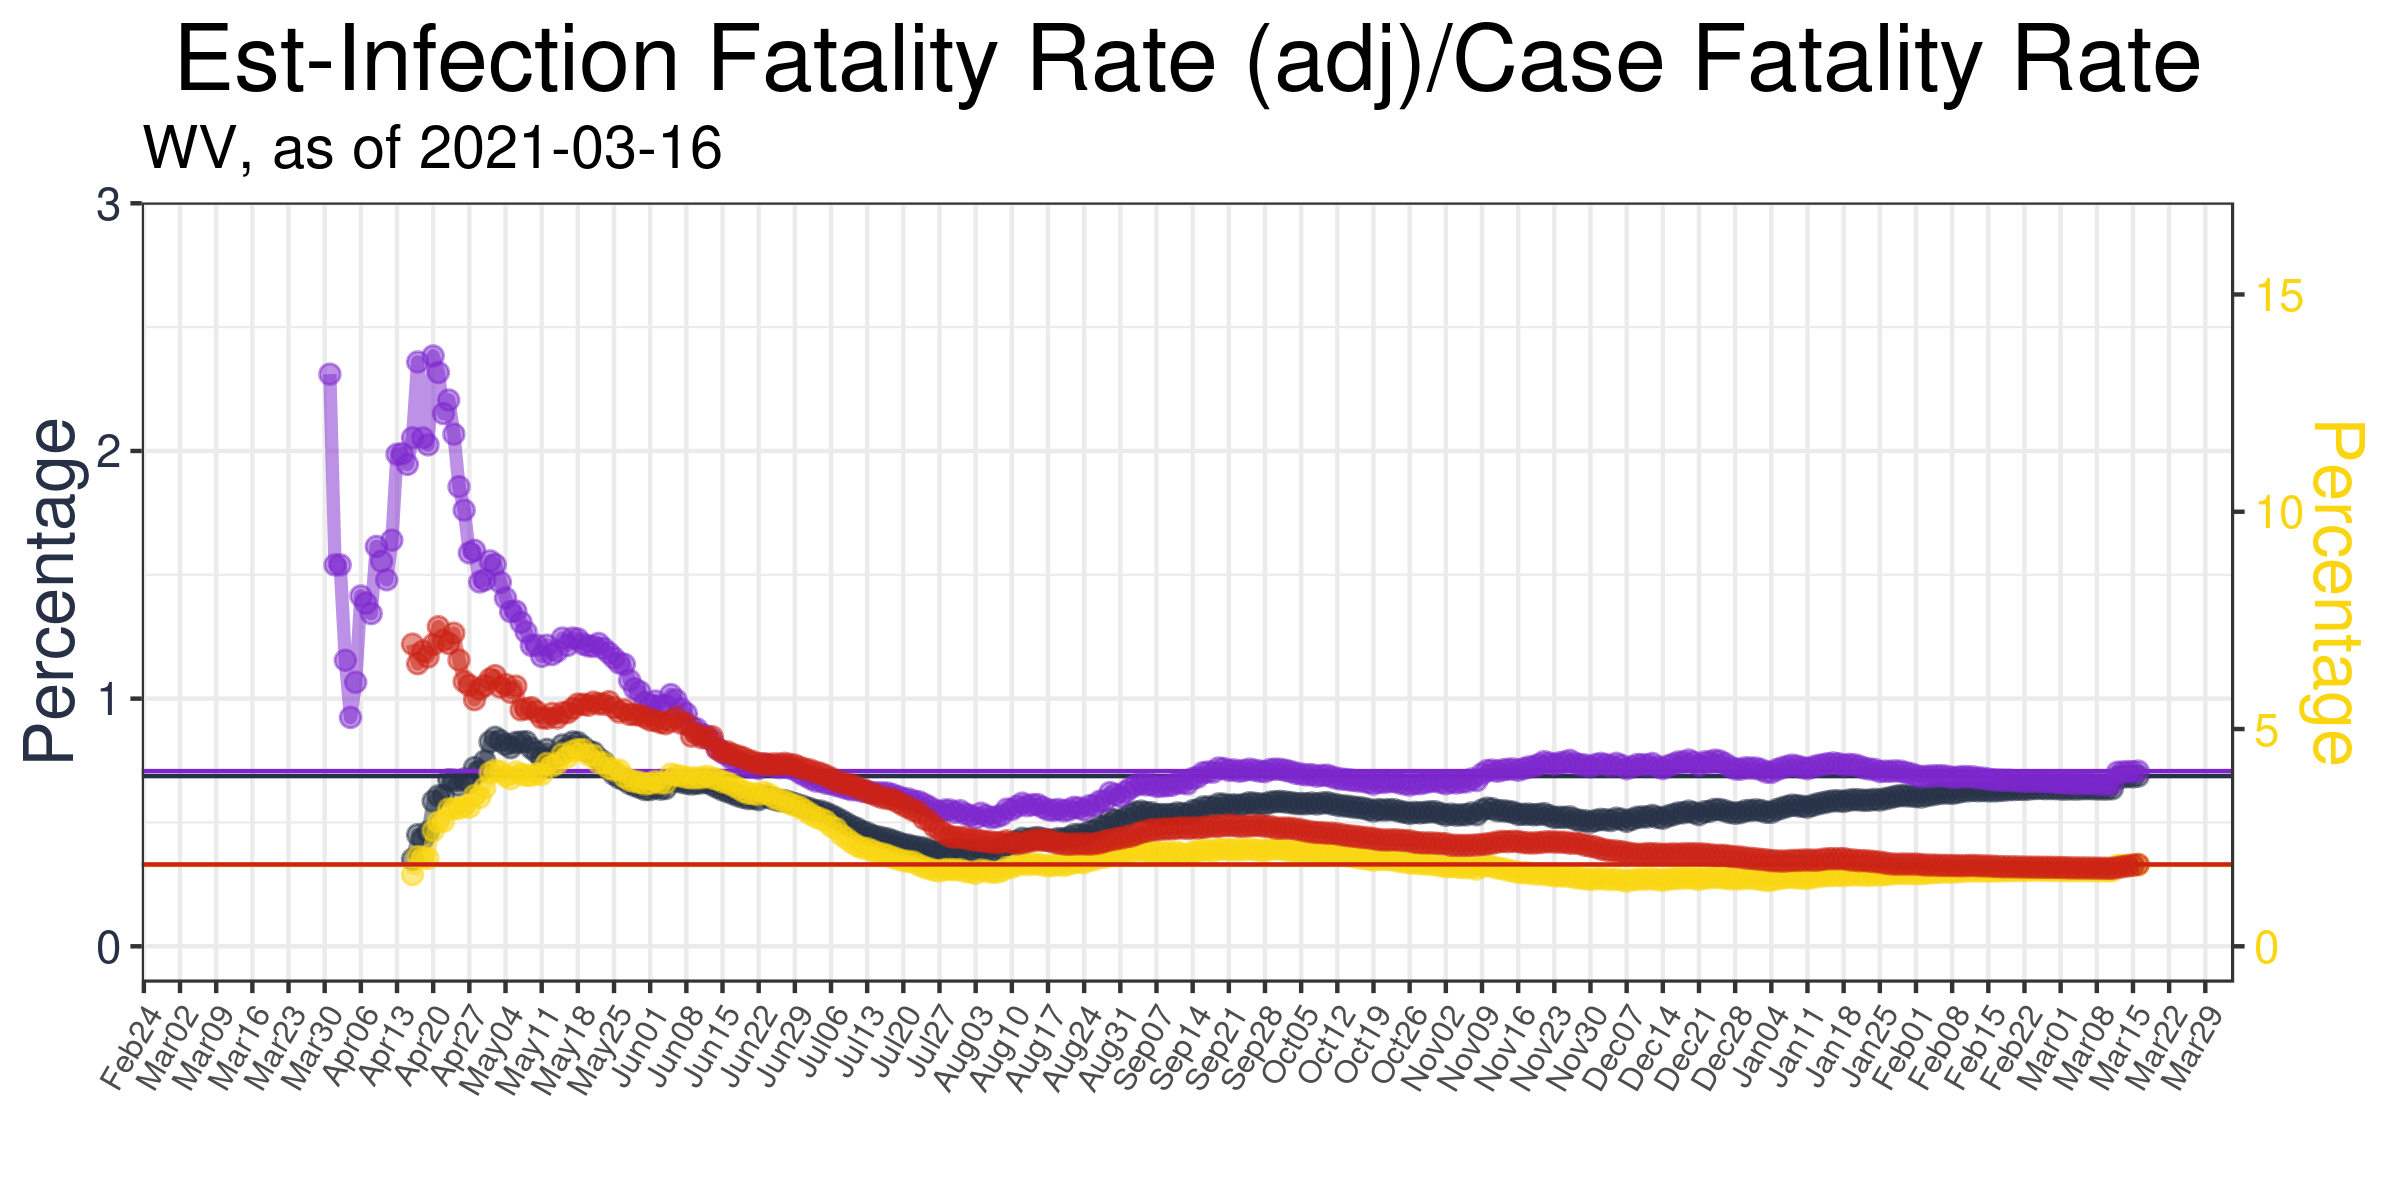 Est-Infection Fatality Rate (adj)/Case Fatality Rate
WV, as of 2021-03-16
Percentage
3
2
1
0
15
10
5
0
Percentage
Feb24
Mar02
Mar09
Mar16
Mar23
Mar30
Apr06
Apr13
Apr20
Apr27
May04
May11
May18
May25
Jun01
Jun08
Jun15
Jun22
Jun29
Jul06
Jul13
Jul20
Jul27
Aug03
Aug10
Aug17
Aug24
Aug31
Sep07
Sep14
Sep21
Sep28
Oct05
Oct12
Oct19
Oct26
Nov02
Nov09
Nov16
Nov23
Nov30
Dec07
Dec14
Dec21
Dec28
Jan04
Jan11
Jan18
Jan25
Feb01
Feb08
Feb15
Feb22
Mar01
Mar08
Mar15
Mar22
Mar29